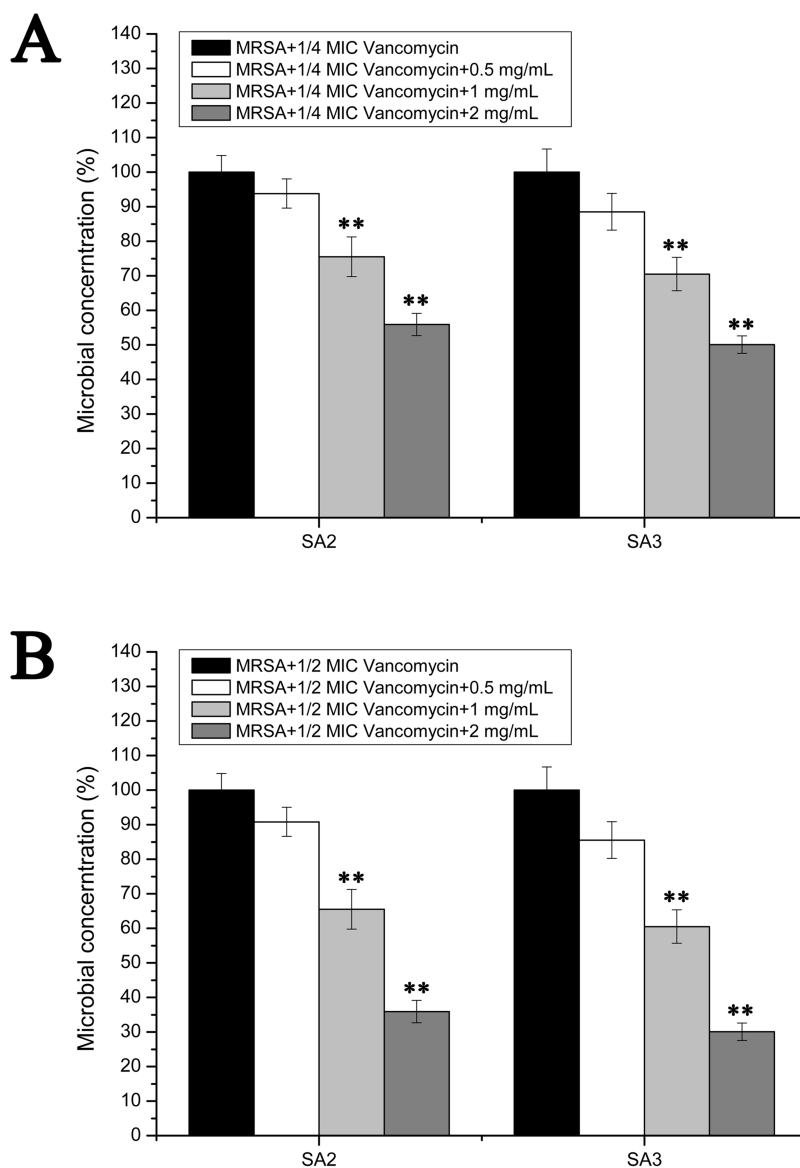 A
140
130
120
110
100
90
80
70
60
50
40
30
20
10
0
Microbial concerntration (%)
MRSA+1/4 MIC Vancomycin
MRSA+1/4 MIC Vancomycin+0.5 mg/mL
MRSA+1/4 MIC Vancomycin+1 mg/mL
MRSA+1/4 MIC Vancomycin+2 mg/mL
**
**
**
**
SA2
SA3
B
140
130
120
110
100
90
80
70
60
50
40
30
20
10
0
Microbial concerntration (%)
MRSA+1/2 MIC Vancomycin
MRSA+1/2 MIC Vancomycin+0.5 mg/mL
MRSA+1/2 MIC Vancomycin+1 mg/mL
MRSA+1/2 MIC Vancomycin+2 mg/mL
**
**
**
**
SA2
SA3